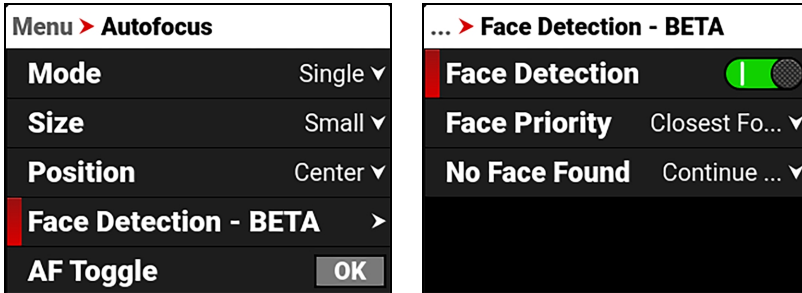 Menu > Autofocus
Mode Single
Size Small
Position Center
Face Detection - BETA
AF Toggle OK
... > Face Detection - BETA
Face Detection
Face Priority Closest Fo...
No Face Found Continue ...